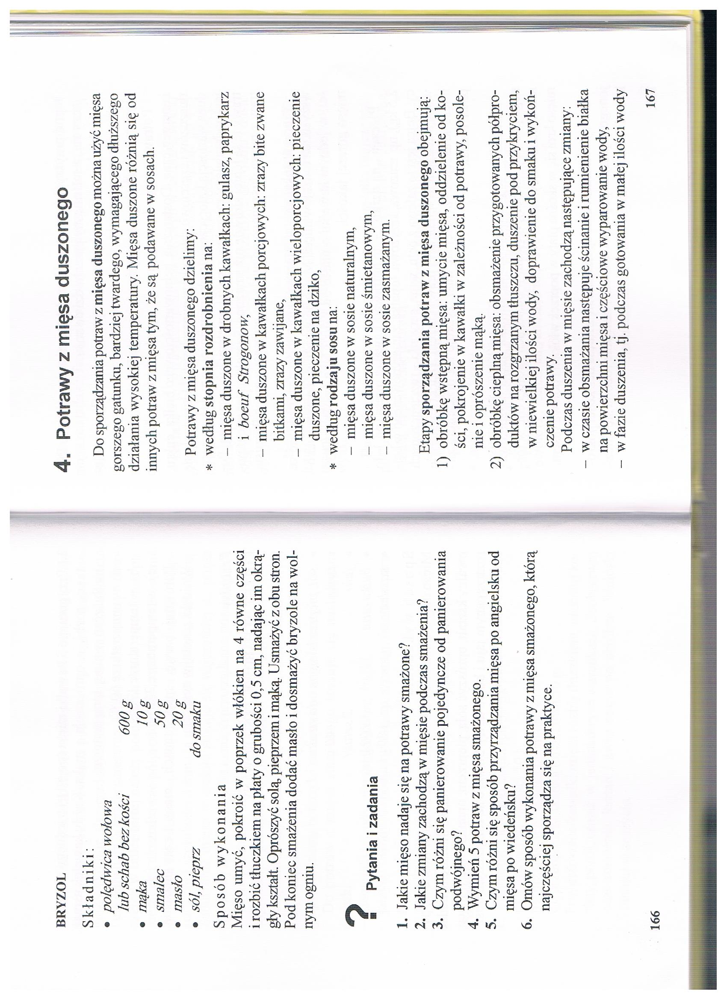 BRYZOL
Składniki:
• polędwica wołowa
lub schab bez kości 600 g
• mąka 10 g
• smalec 50 g
• masło 20 g
• sól, pieprz do smaku
Sposób wykonania
Mięso umyć, pokroić w poprzek włókien na 4 równe części
i rozbić tłuczkiem na płaty o grubości 0,5 cm, nadając im okrą-
gły kształt. Oprószyć solą, pieprzem i mąką. Usmażyć z obu stron.
Pod koniec smażenia dodać masło i dosmażyć bryzole na wol-
nym ogniu.
? Pytania i zadania
1. Jakie mięso nadaje się na potrawy smażone?
2. Jakie zmiany zachodzą w mięsie podczas smażenia?
3. Czym różni się panierowanie pojedyncze od panierowania
podwójnego?
4. Wymień 5 potraw z mięsa smażonego.
5. Czym różni się sposób przyrządzania mięsa po angielsku od
mięsa po wiedeńsku?
6. Omów sposób wykonania potrawy z mięsa smażonego, którą
najczęściej sporządza się na praktyce.
166
4. Potrawy z mięsa duszonego
Do sporządzania potraw z mięsa duszonego można użyć mięsa
gorszego gatunku, bardziej twardego, wymagającego dłuższego
działania wysokiej temperatury. Mięsa duszone różnią się od
innych potraw z mięsa tym, że są podawane w sosach.
Potrawy z mięsa duszonego dzielimy:
* według stopnia rozdrobnienia na:
– mięsa duszone w drobnych kawałkach: gulasz, paprykarz
i boeuf Strogonow,
– mięsa duszone w kawałkach porcjowych: zrazy bite zwane
bitkami, zrazy zawijane,
– mięsa duszone w kawałkach wieloporcjowych: pieczenie
duszone, pieczenie na dziko,
* według rodzaju sosu na:
– mięsa duszone w sosie naturalnym,
– mięsa duszone w sosie śmietanowym,
– mięsa duszone w sosie zasmażanym.
Etapy sporządzania potraw z mięsa duszonego obejmują:
1) obróbkę wstępną mięsa: umycie mięsa, oddzielenie od ko-
ści, pokrojenie w kawałki w zależności od potrawy, posole-
nie i oprószenie mąką.
2) obróbkę cieplną mięsa: obsmażenie przygotowanych półpro-
duktów na rozgrzanym tłuszczu, duszenie pod przykryciem,
w niewielkiej ilości wody, doprawienie do smaku i wykoń-
czenie potrawy.
Podczas duszenia w mięsie zachodzą następujące zmiany:
– w czasie obsmażania następuje ścinanie i rumienienie białka
na powierzchni mięsa i częściowe wyparowanie wody,
– w fazie duszenia, tj. podczas gotowania w małej ilości wody
167